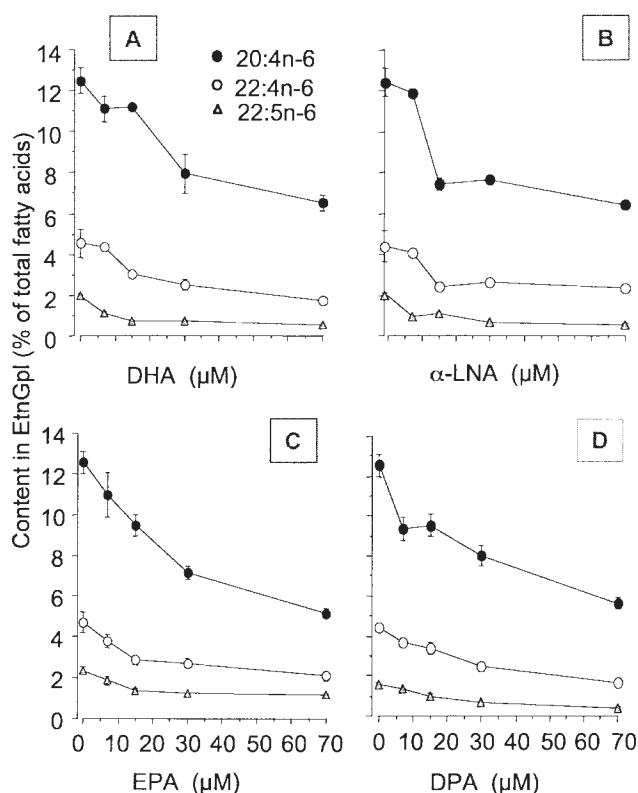 A
B
● 20:4n-6
○ 22:4n-6
△ 22:5n-6
14
12
10
8
6
4
2
0
DHA (µM)
α-LNA (µM)
Content in EtnGpl (% of total fatty acids)
C
D
14
12
10
8
6
4
2
0
0 10 20 30 40 50 60 70
0 10 20 30 40 50 60 70
EPA (µM)
DPA (µM)